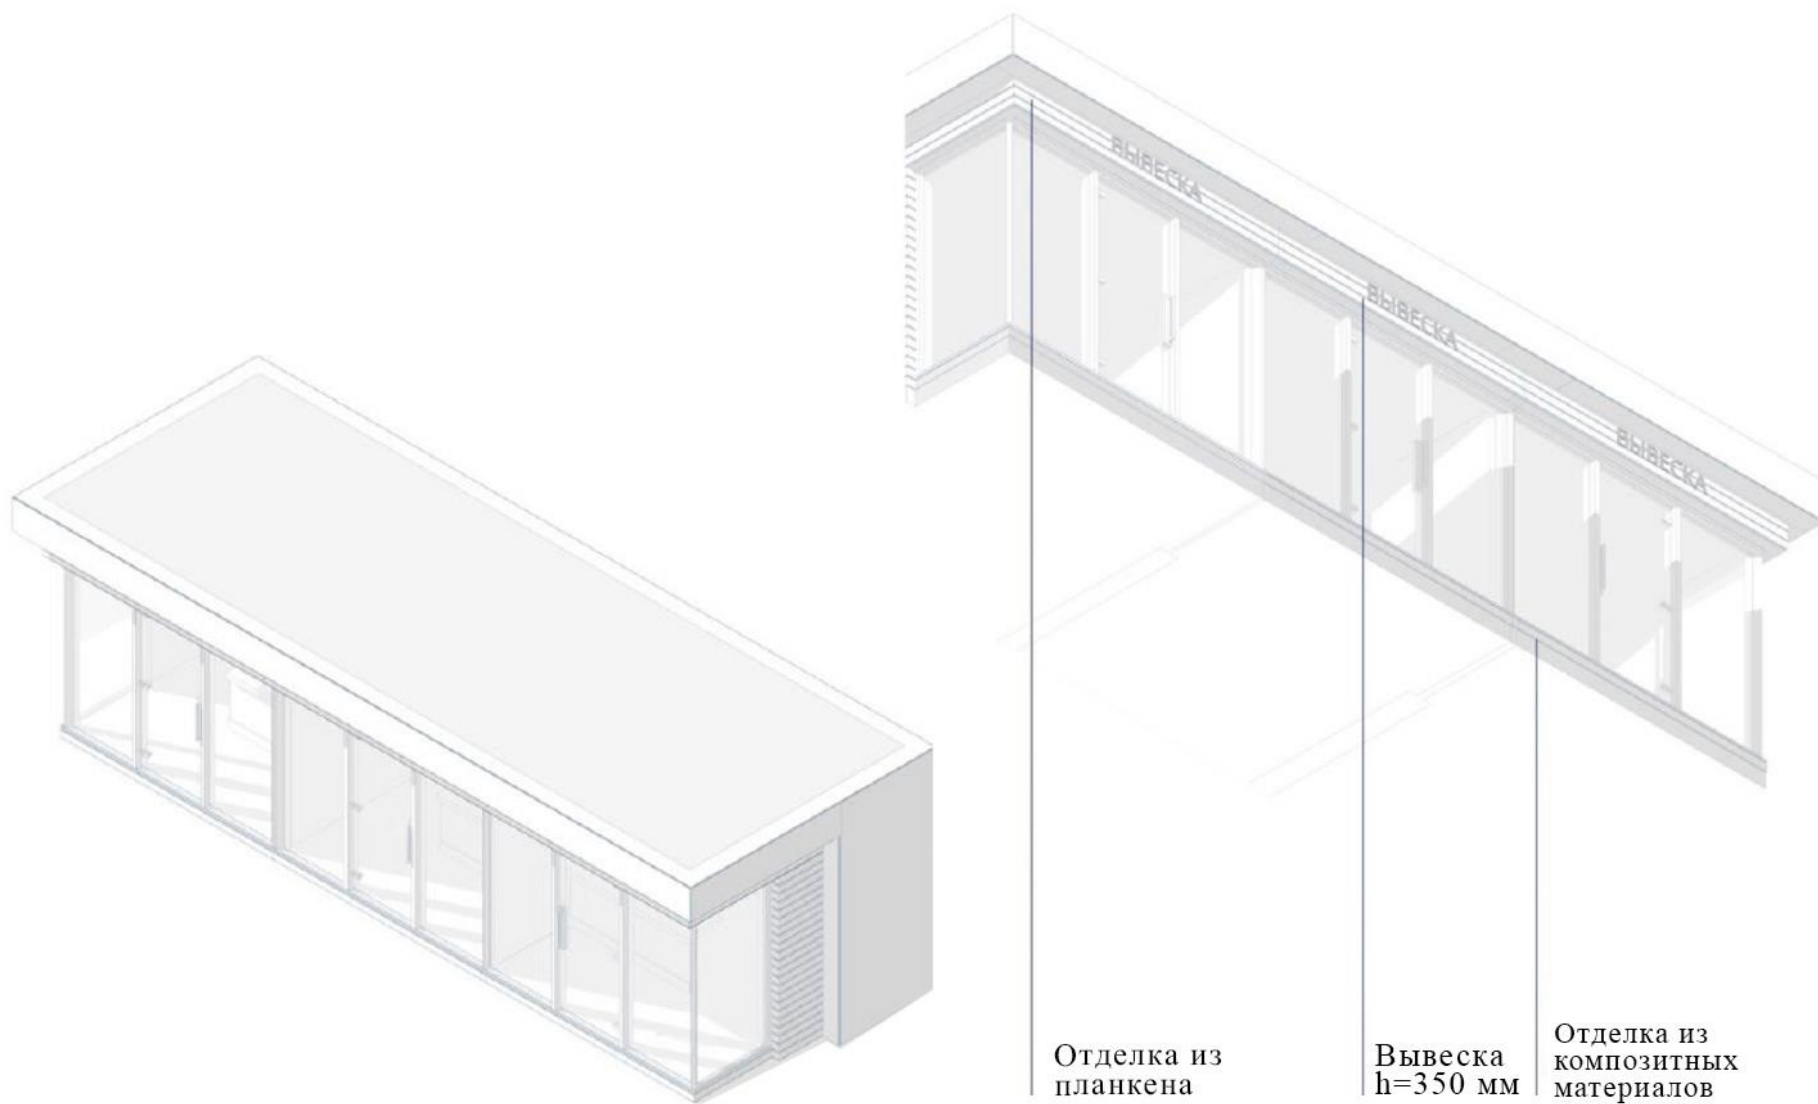 ВЫВЕСКА
ВЫВЕСКА
ВЫВЕСКА
Отделка из
планкена
Вывеска
h=350 мм
Отделка из
композитных
материалов